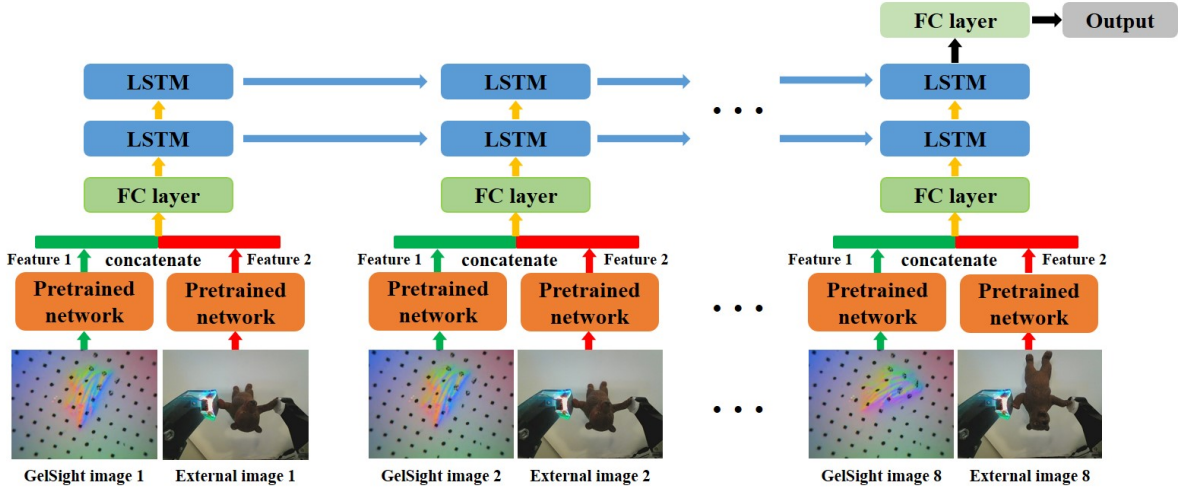 FC layer
Output
LSTM
LSTM
LSTM
LSTM
LSTM
LSTM
FC layer
FC layer
FC layer
Feature 1
concatenate
Feature 2
Feature 1
concatenate
Feature 2
Feature 1
concatenate
Feature 2
Pretrained
network
Pretrained
network
Pretrained
network
Pretrained
network
Pretrained
network
Pretrained
network
GelSight image 1
External image 1
GelSight image 2
External image 2
GelSight image 8
External image 8